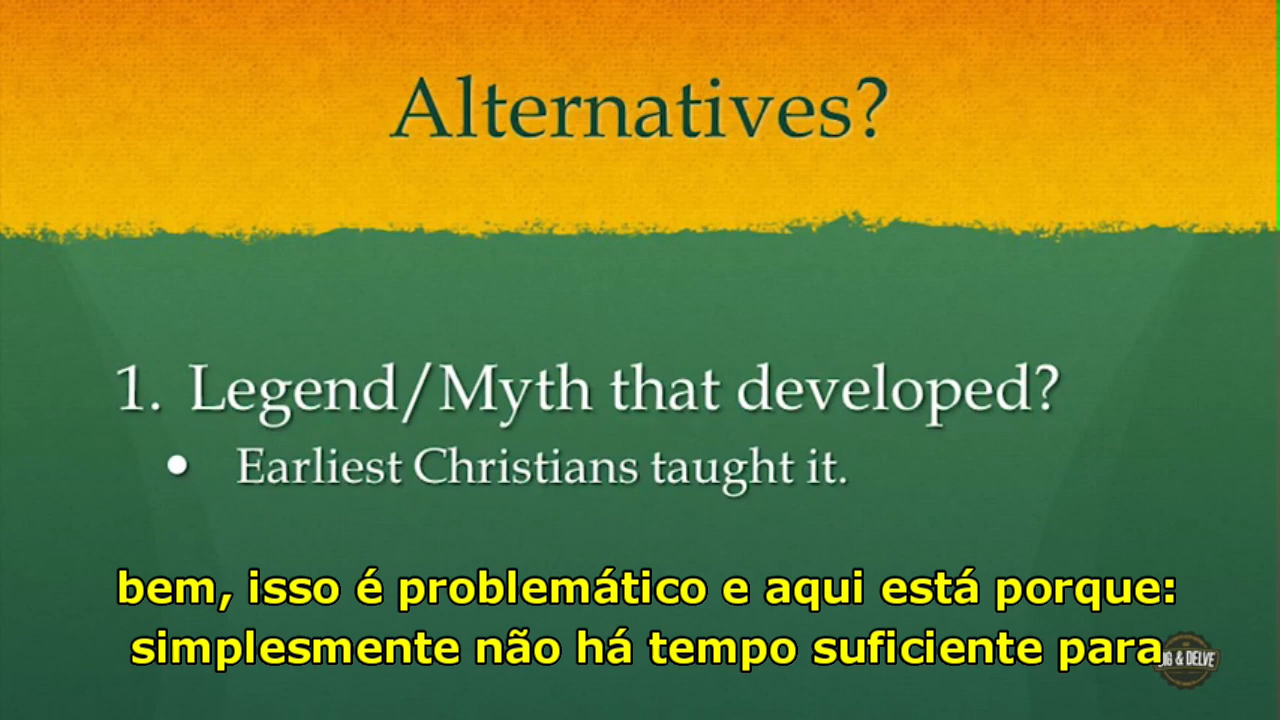 Alternatives?
1. Legend/Myth that developed?
• Earliest Christians taught it.
bem, isso é problemático e aqui está porque:
simplesmente não há tempo suficiente para
& DELVE